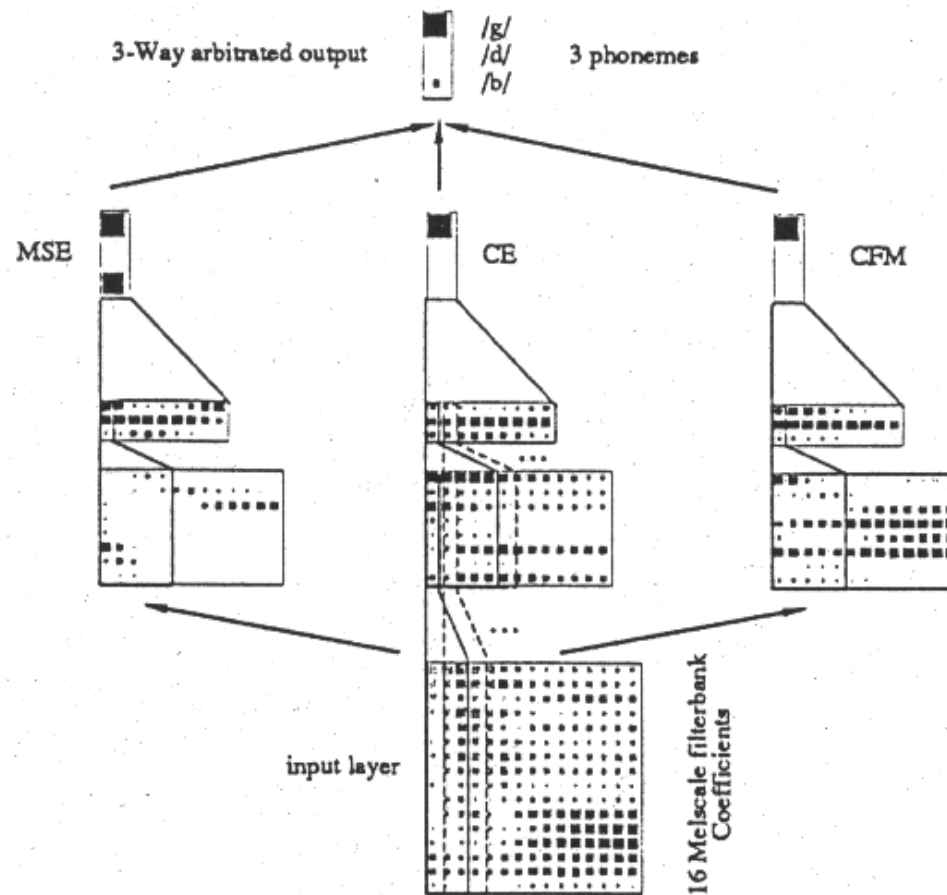 /g/
3-Way arbitrated output /d/ 3 phonemes
/b/
MSE
CE
CFM
...
...
input layer
16 Melscale filterbank
Coefficients